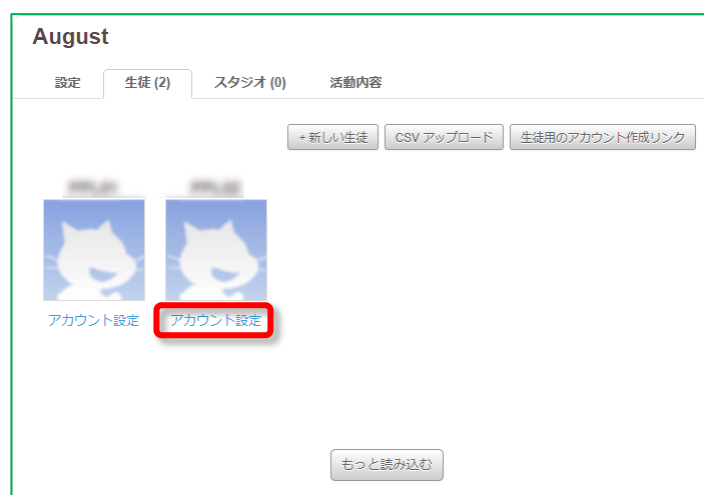 August
設定 生徒 (2) スタジオ (0) 活動内容
+ 新しい生徒 CSV アップロード 生徒用のアカウント作成リンク
アカウント設定 アカウント設定
もっと読み込む